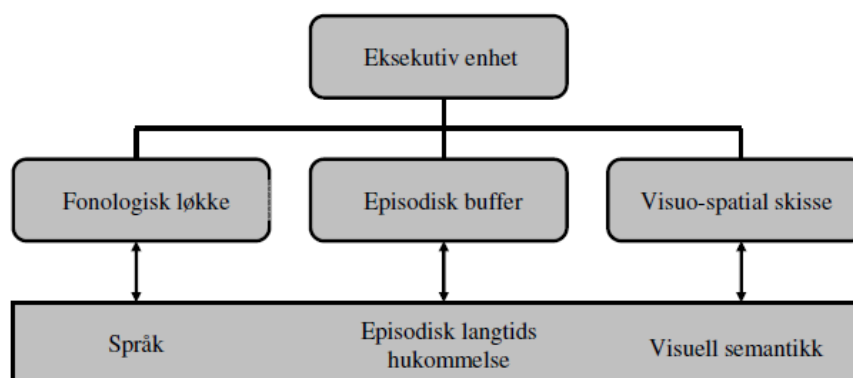 Eksekutiv enhet
Fonologisk løkke
Episodisk buffer
Visuo-spatial skisse
Språk
Episodisk langtids
hukommelse
Visuell semantikk